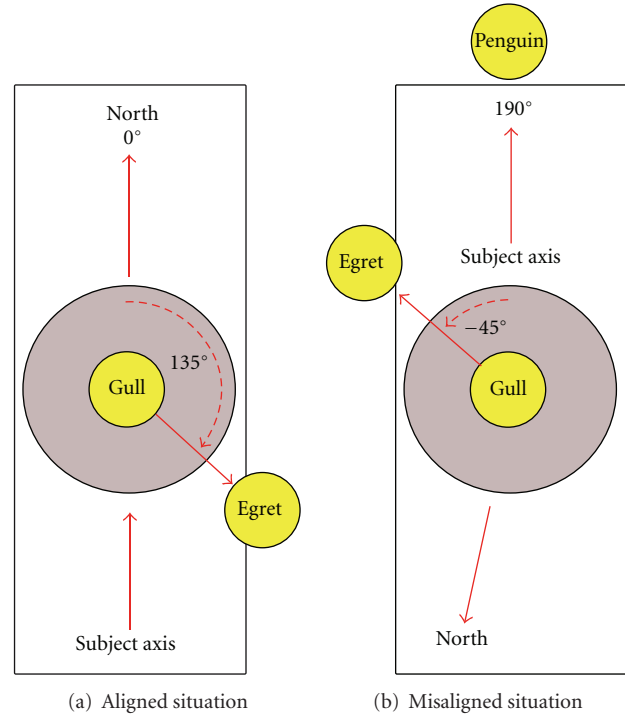 North
0°
135°
Gull
Egret
Subject axis
(a) Aligned situation
Penguin
190°
Egret
Subject axis
−45°
Gull
North
(b) Misaligned situation